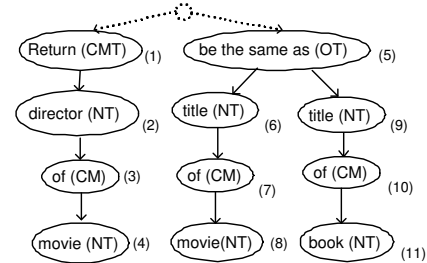 Return (CMT) (1) be the same as (OT) (5)
director (NT) (2) title (NT) (6) title (NT) (9)
of (CM) (3) of (CM) (7) of (CM) (10)
movie (NT) (4) movie(NT) (8) book (NT) (11)